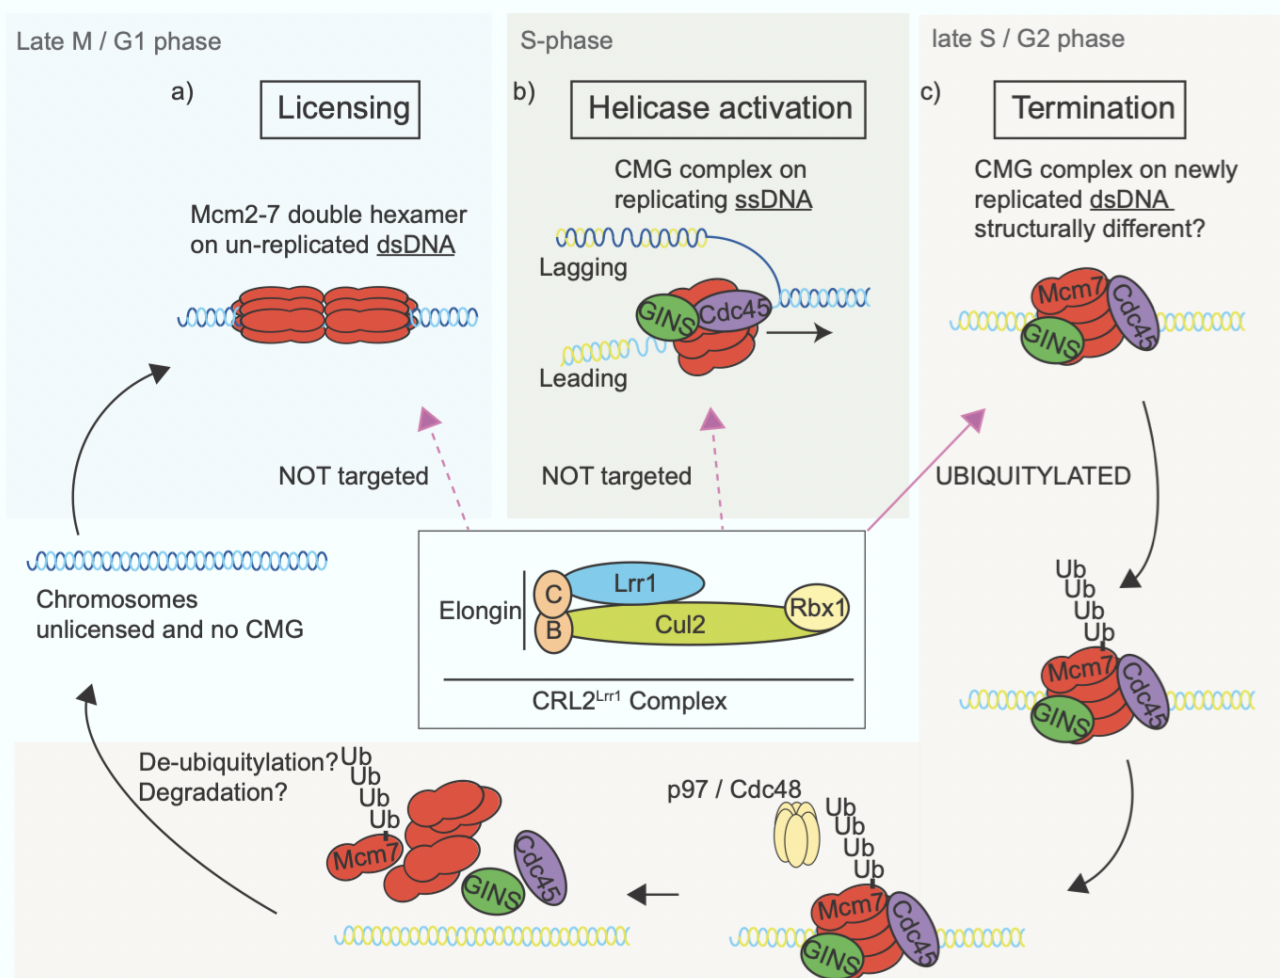 Late M / G1 phase
a)
Licensing
Mcm2-7 double hexamer
on un-replicated dsDNA
NOT targeted
S-phase
b)
Helicase activation
CMG complex on
replicating ssDNA
Lagging
GINS
Cdc45
Leading
NOT targeted
late S / G2 phase
c)
Termination
CMG complex on newly
replicated dsDNA
structurally different?
Mcm7
Cdc45
GINS
UBIQUITYLATED
Chromosomes
unlicensed and no CMG
Elongin
C
B
Lrr1
Cul2
Rbx1
CRL2Lrr1 Complex
Ub
Ub
Ub
Ub
Mcm7
Cdc45
GINS
p97 / Cdc48
Ub
Ub
Ub
Ub
Mcm7
Cdc45
GINS
De-ubiquitylation?
Degradation?
Ub
Ub
Ub
Ub
Mcm7
GINS
Cdc45